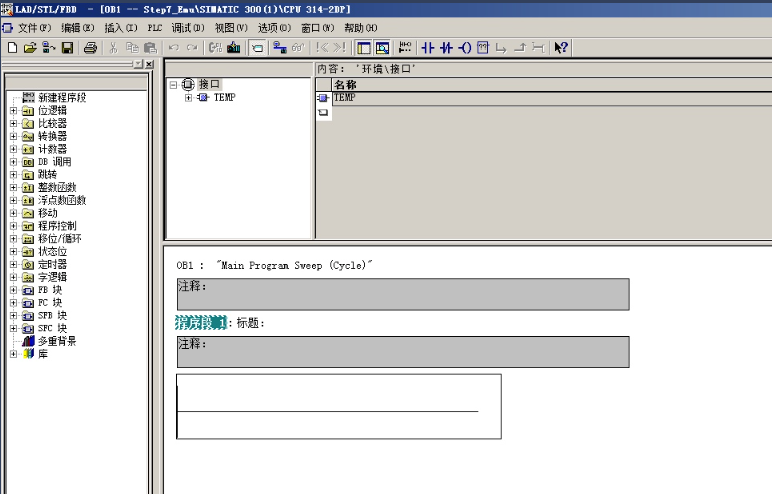 LAD/STL/FBD - [OB1 -- Step7_Emu\SIMATIC 300(1)\CPU 314-2DP]
文件(F) 编辑(E) 插入(I) PLC 调试(D) 视图(V) 选项(O) 窗口(W) 帮助(H)
新建程序段
位逻辑
比较器
转换器
计数器
DB 调用
跳转
整数函数
浮点数函数
移动
程序控制
移位/循环
状态位
定时器
字逻辑
FB 块
FC 块
SFB 块
SFC 块
多重背景
库
接口
TEMP
内容: '环境\接口'
名称
TEMP
OB1 : "Main Program Sweep (Cycle)"
注释:
程序段 1: 标题:
注释: